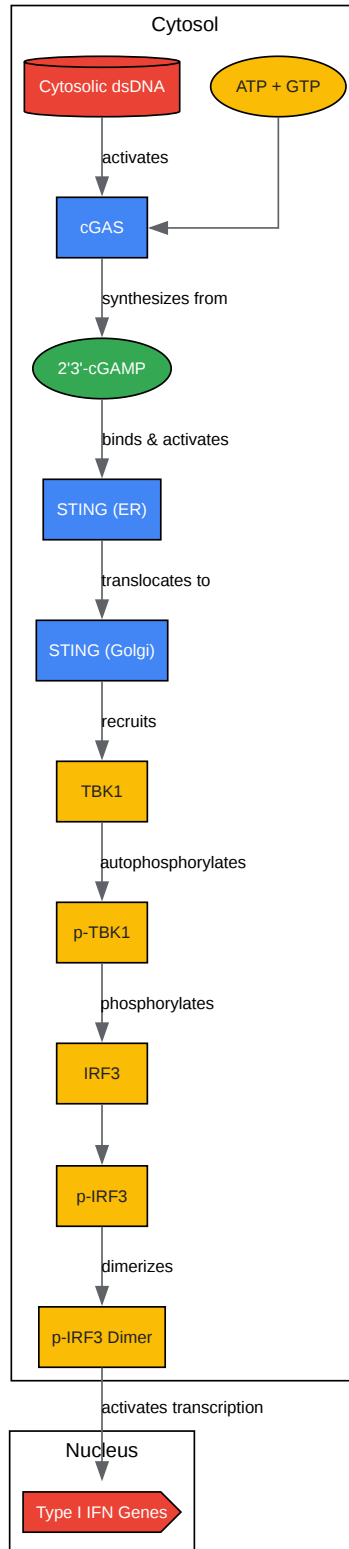 Cytosol
Cytosolic dsDNA
ATP + GTP
activates
cGAS
synthesizes from
2'3'-cGAMP
binds & activates
STING (ER)
translocates to
STING (Golgi)
recruits
TBK1
autophosphorylates
p-TBK1
phosphorylates
IRF3
p-IRF3
dimerizes
p-IRF3 Dimer
activates transcription
Nucleus
Type I IFN Genes